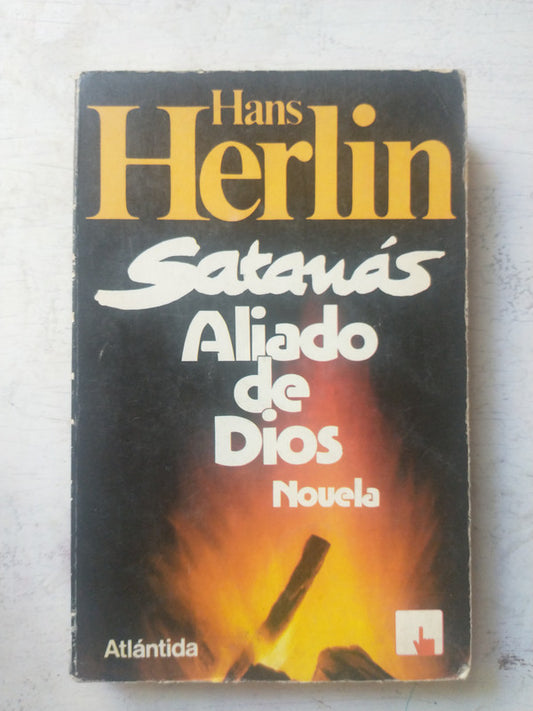 Hans
Herlin
Satanás
Aliado
de
Dios
Novela
Atlántida